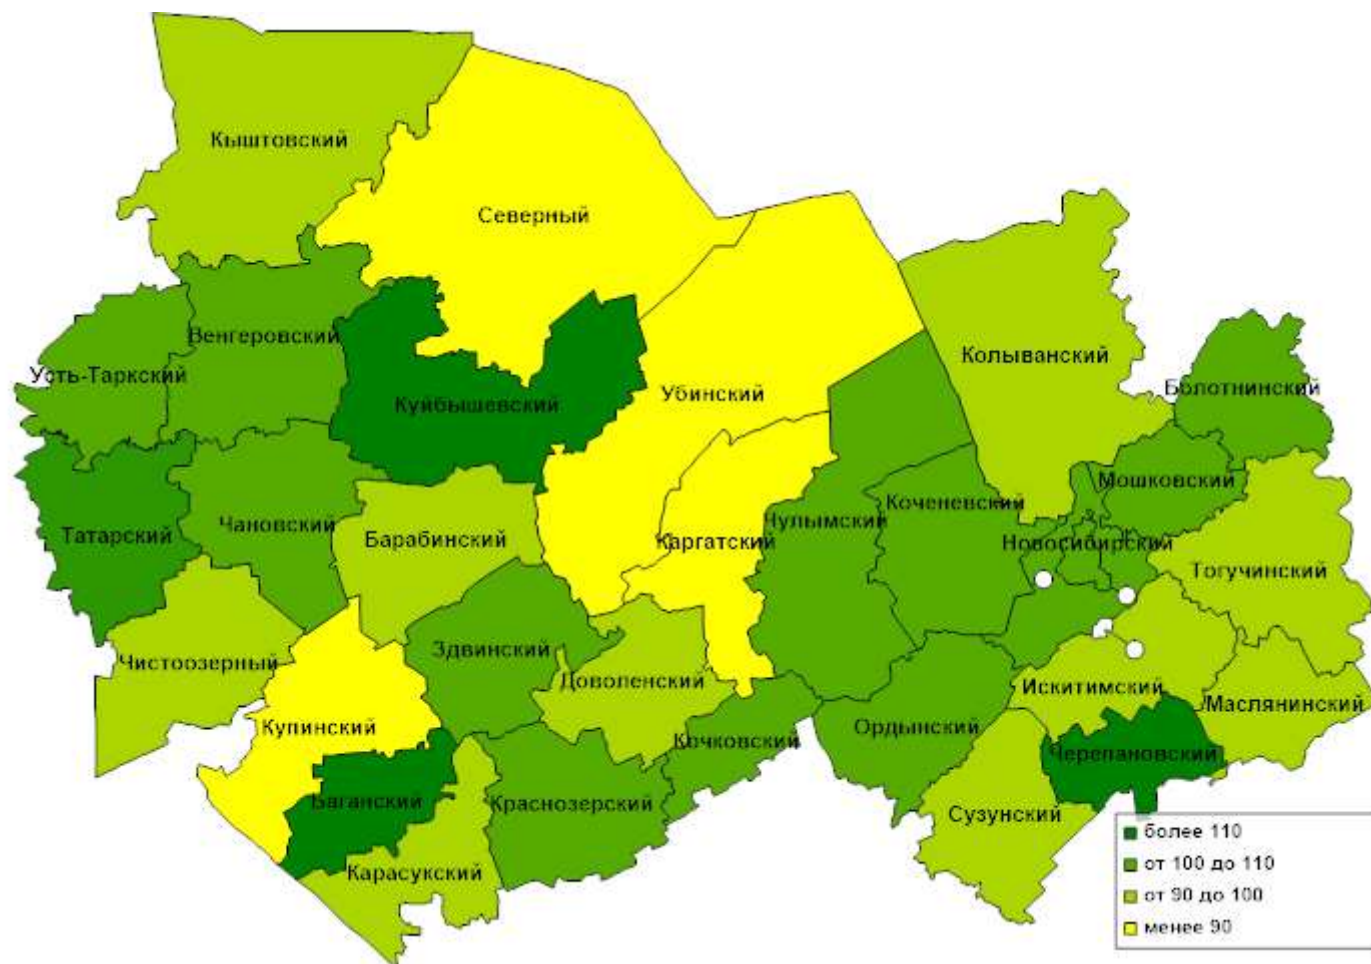 Кыштовский
Северный
Венгеровский
Усть-Таркский
Куйбышевский
Убинский
Колыванский
Болотнинский
Татарский
Чановский
Барабинский
Каргатский
Чулымский
Коченевский
Мошковский
Новосибирский
Тогучинский
Чистоозерный
Здвинский
Доволенский
Искитимский
Маслянинский
Купинский
Кочковский
Ордынский
Черепановский
Баганский
Краснозерский
Сузунский
Карасукский
более 110
от 100 до 110
от 90 до 100
менее 90